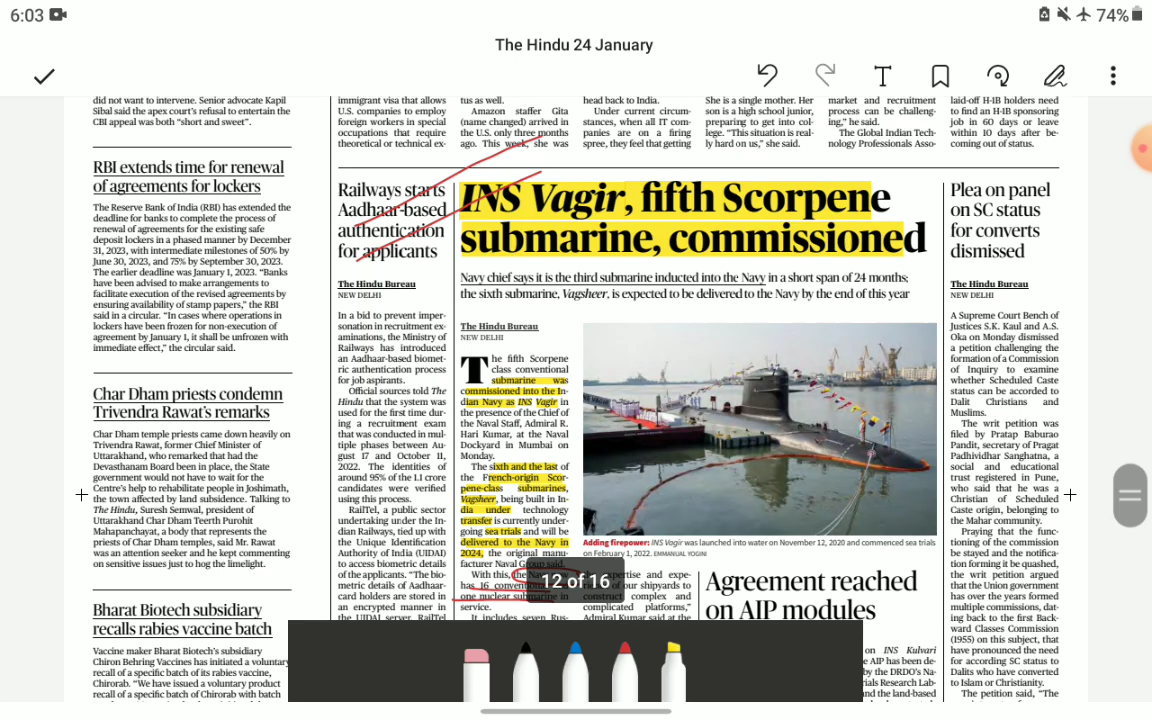 6:03
74%
The Hindu 24 January
did not want to intervene. Senior advocate Kapil
Sibal said the apex court's refusal to entertain the
CBI appeal was both "short and sweet".
RBI extends time for renewal
of agreements for lockers
The Reserve Bank of India (RBI) has extended the
deadline for banks to complete the process of
renewal of agreements for the existing safe
deposit lockers in a phased manner by December
31, 2023, with intermediate milestones of 50% by
June 30, 2023, and 75% by September 30, 2023.
The earlier deadline was January 1, 2023. "Banks
have been advised to make arrangements to
facilitate execution of the revised agreements by
ensuring availability of stamp papers," the RBI
said in a circular. "In cases where operations in
lockers have been frozen for non-execution of
agreement by January 1, it shall be unfrozen with
immediate effect," the circular said.
Char Dham priests condemn
Trivendra Rawat's remarks
Char Dham temple priests came down heavily on
Trivendra Rawat, former Chief Minister of
Uttarakhand, who remarked that had the
Devasthanam Board been in place, the State
government would not have to wait for the
Centre's help to rehabilitate people in Joshimath,
the town affected by land subsidence. Talking to
The Hindu, Suresh Semwal, president of
Uttarakhand Char Dham Teerth Purohit
Mahapanchayat, a body that represents the
priests of Char Dham temples, said Mr. Rawat
was an attention seeker and he kept commenting
on sensitive issues just to hog the limelight.
Bharat Biotech subsidiary
recalls rabies vaccine batch
Vaccine maker Bharat Biotech's subsidiary
Chiron Behring Vaccines has initiated a voluntary
recall of a specific batch of its rabies vaccine,
Chirorab. "We have issued a voluntary product
recall of a specific batch of Chirorab with batch
immigrant visa that allows
U.S. companies to employ
foreign workers in special
occupations that require
theoretical or technical ex-
tus as well.
Amazon staffer Gita
(name changed) arrived in
the U.S. only three months
ago. This week, she was
head back to India.
Under current circum-
stances, when all IT com-
panies are on a firing
spree, they feel that getting
She is a single mother. Her
son is a high school junior,
preparing to get into col-
lege. "This situation is real-
ly hard on us," she said.
market and recruitment
process can be challeng-
ing," he said.
The Global Indian Tech-
nology Professionals Asso-
laid-off H-1B holders need
to find an H-1B sponsoring
job in 60 days or leave
within 10 days after be-
coming out of status.
Railways starts
Aadhaar-based
authentication
for applicants
The Hindu Bureau
NEW DELHI
In a bid to prevent imper-
sonation in recruitment ex-
aminations, the Ministry of
Railways has introduced
an Aadhaar-based biomet-
ric authentication process
for job aspirants.
Official sources told The
Hindu that the system was
used for the first time dur-
ing a recruitment exam
that was conducted in mul-
tiple phases between Au-
gust 17 and October 11,
2022. The identities of
around 95% of the 1.1 crore
candidates were verified
using this process.
RailTel, a public sector
undertaking under the In-
dian Railways, tied up with
the Unique Identification
Authority of India (UIDAI)
to access biometric details
of the applicants. "The bio-
metric details of Aadhaar-
card holders are stored in
an encrypted manner in
the UIDAI server. RailTel
INS Vagir, fifth Scorpene
submarine, commissioned
Navy chief says it is the third submarine inducted into the Navy in a short span of 24 months;
the sixth submarine, Vagsheer, is expected to be delivered to the Navy by the end of this year
The Hindu Bureau
NEW DELHI
The fifth Scorpene
class conventional
submarine was
commissioned into the In-
dian Navy as INS Vagir in
the presence of the Chief of
the Naval Staff, Admiral R.
Hari Kumar, at the Naval
Dockyard in Mumbai on
Monday.
The sixth and the last of
the French-origin Scor-
pene-class submarines,
Vagsheer, being built in In-
dia under technology
transfer is currently under-
going sea trials and will be
delivered to the Navy in
2024, the original manu-
facturer Naval Group said.
With this, the
has 16 conventional
one nuclear submarine in
service.
It includes seven Rus-
Adding firepower: INS Vagir was launched into water on November 12, 2020 and commenced sea trials
on February 1, 2022. EMMANUAL YOGINI
expertise and expe-
of our shipyards to
construct complex and
complicated platforms,"
Admiral Kumar said at the
Agreement reached
on AIP modules
on INS Kulvari
AIP has been de-
by the DRDO's Na-
rials Research Lab-
and the land-based
12 of 16
Plea on panel
on SC status
for converts
dismissed
The Hindu Bureau
NEW DELHI
A Supreme Court Bench of
Justices S.K. Kaul and A.S.
Oka on Monday dismissed
a petition challenging the
formation of a Commission
of Inquiry to examine
whether Scheduled Caste
status can be accorded to
Dalit Christians and
Muslims.
The writ petition was
filed by Pratap Baburao
Pandit, secretary of Pragat
Padhividhar Sanghatna, a
social and educational
trust registered in Pune,
who said that he was a
Christian of Scheduled
Caste origin, belonging to
the Mahar community.
Praying that the func-
tioning of the commission
be stayed and the notifica-
tion forming it be quashed,
the writ petition argued
that the Union government
has over the years formed
multiple commissions, dat-
ing back to the first Back-
ward Classes Commission
(1955) on this subject, that
have pronounced the need
for according SC status to
Dalits who have converted
to Islam or Christianity.
The petition said, "The